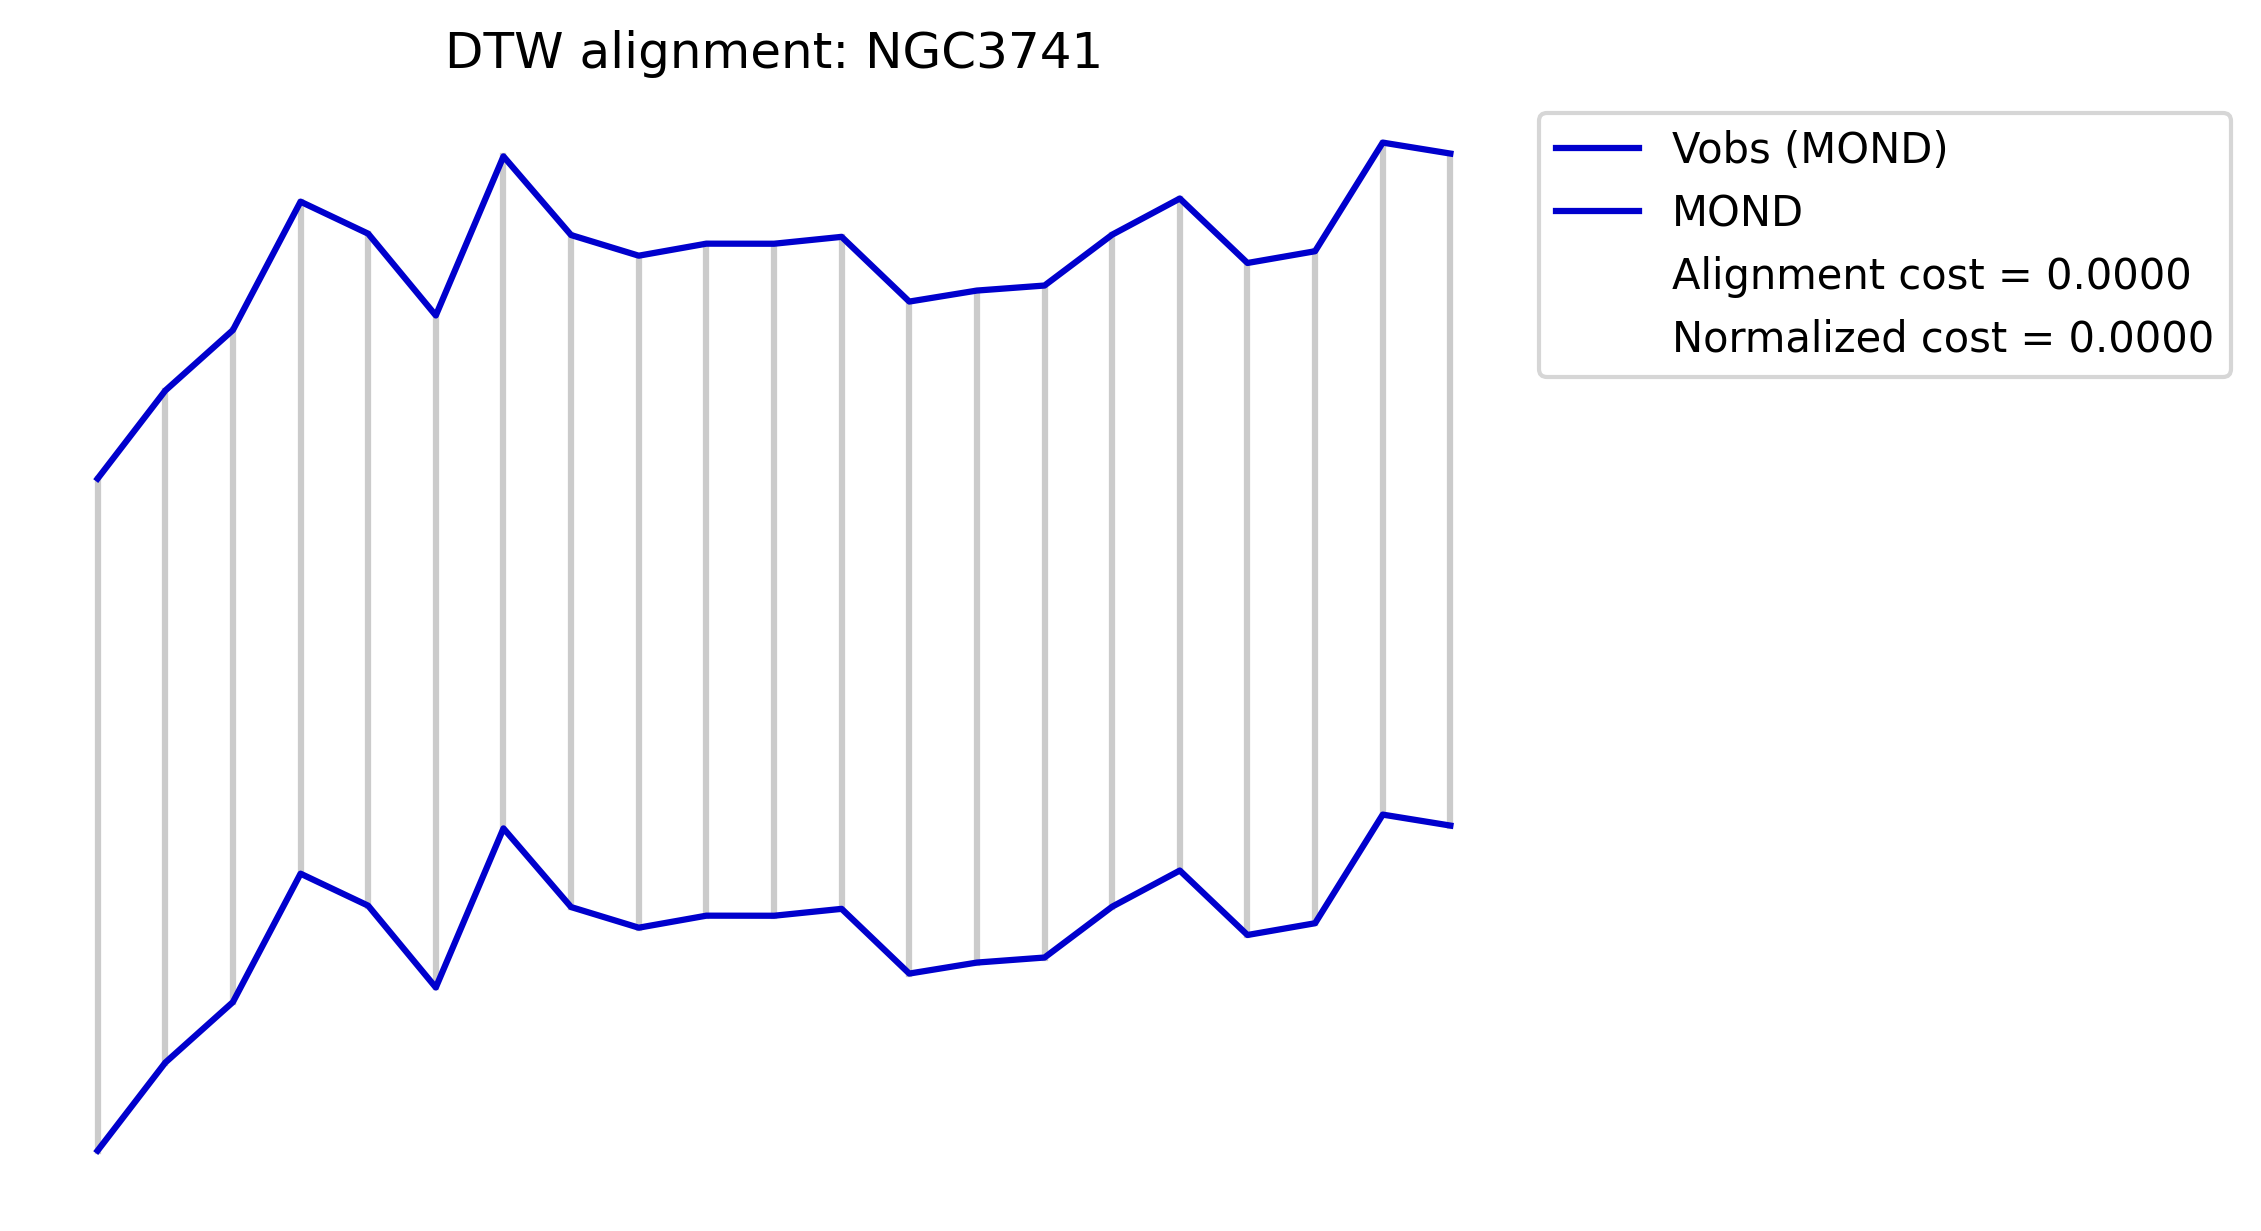 DTW alignment: NGC3741
Vobs (MOND)
MOND
Alignment cost = 0.0000
Normalized cost = 0.0000